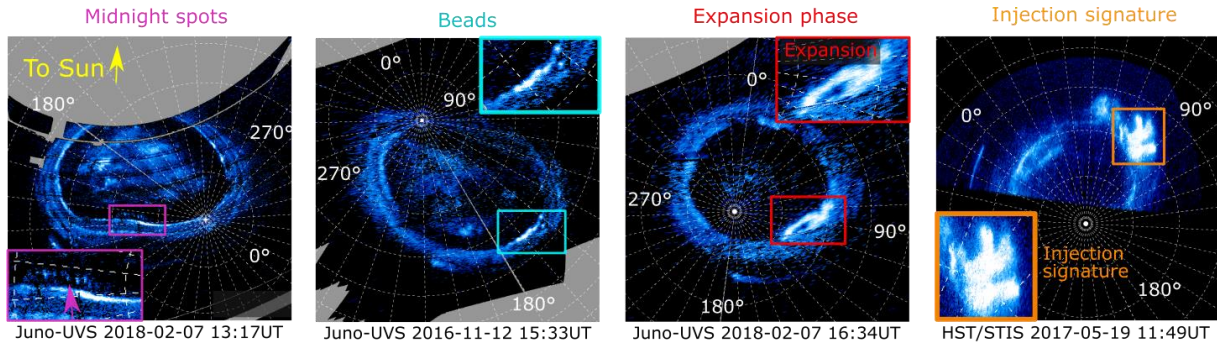 Midnight spots
To Sun
180°
270°
0°
Juno-UVS 2018-02-07 13:17UT
Beads
0°
90°
180°
Juno-UVS 2016-11-12 15:33UT
Expansion phase
Expansion
0°
270°
90°
180°
Juno-UVS 2018-02-07 16:34UT
Injection signature
0°
90°
270°
180°
Injection
signature
HST/STIS 2017-05-19 11:49UT